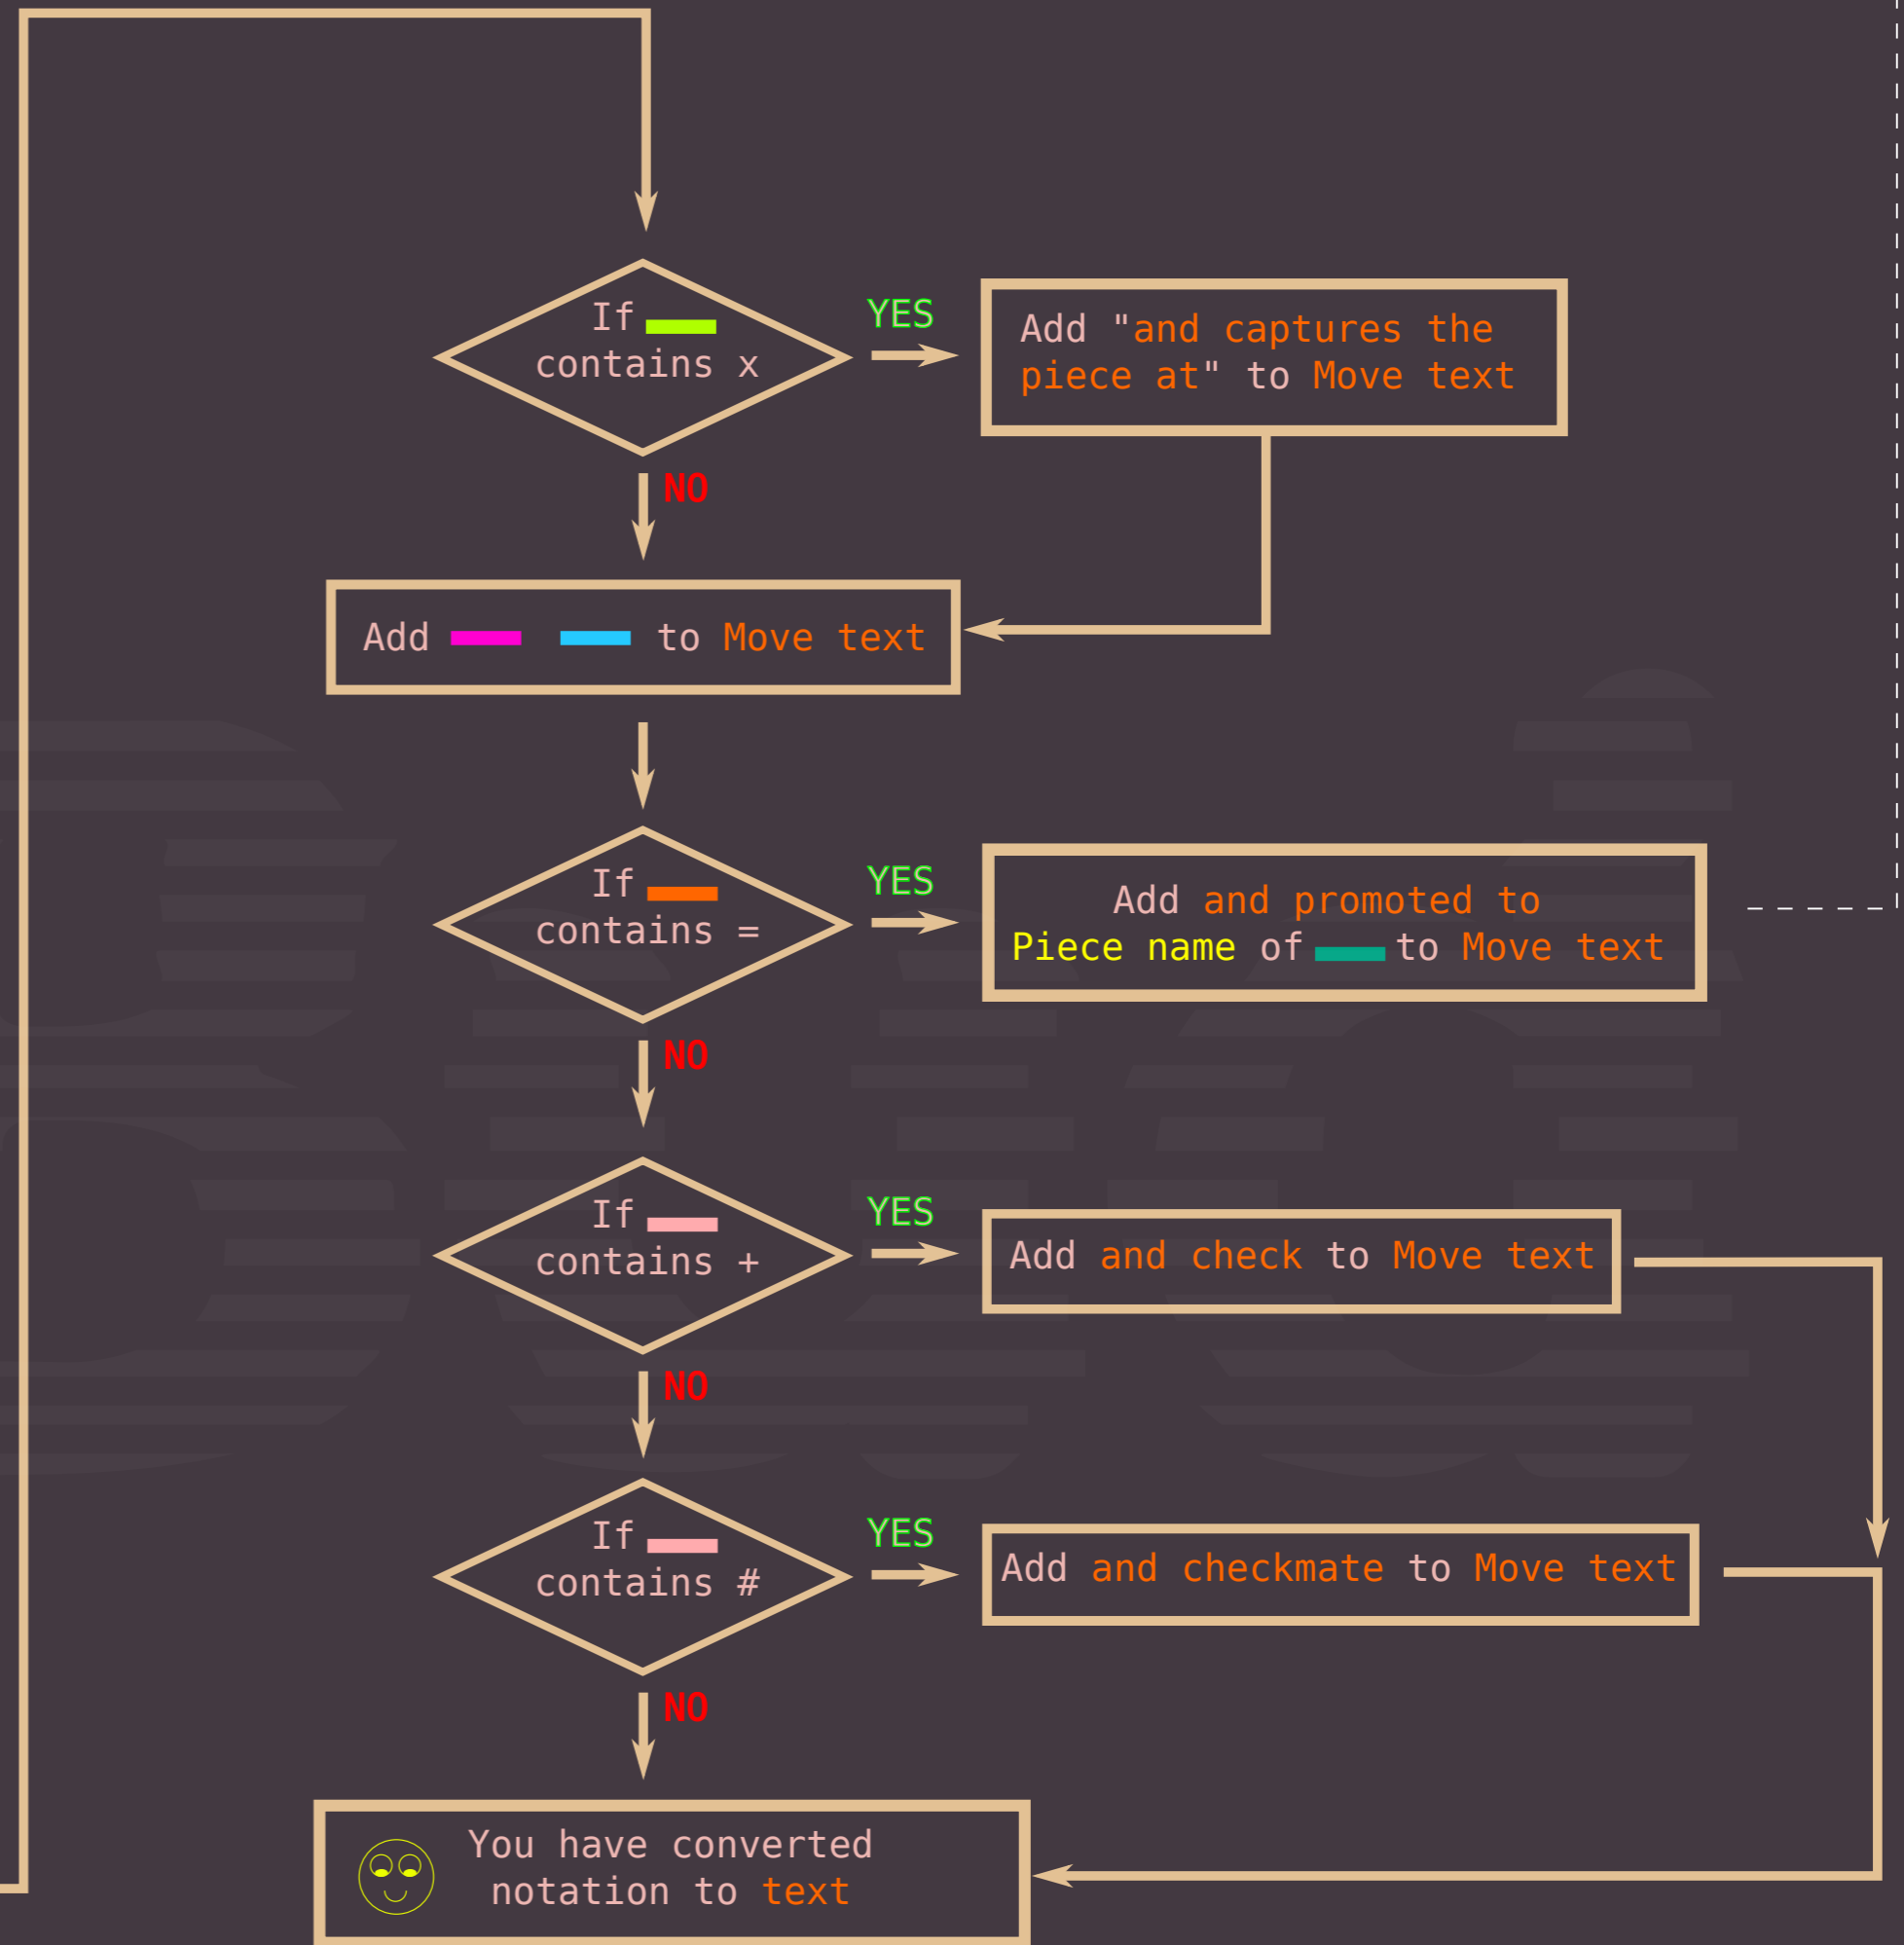 If
contains x
YES
Add "and captures the
piece at" to Move text
NO
Add to Move text
If
contains =
YES
Add and promoted to
Piece name of to Move text
NO
If
contains +
YES
Add and check to Move text
NO
If
contains #
YES
Add and checkmate to Move text
NO
You have converted
notation to text